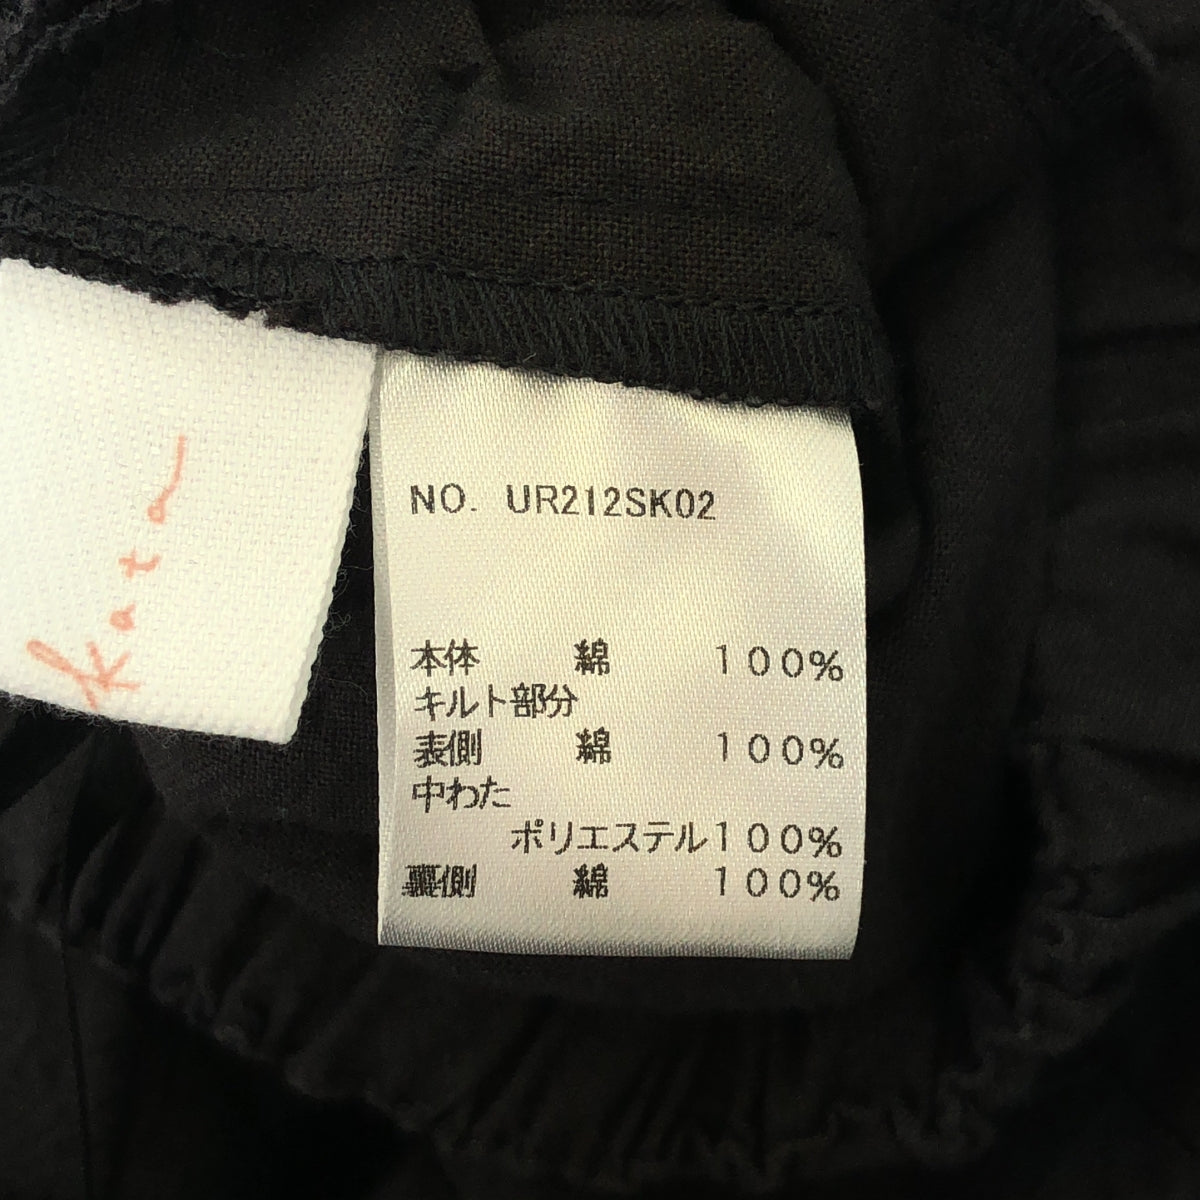 kata
NO. UR212SK02
本体 綿 100%
キルト部分
表側 綿 100%
中わた
ポリエステル100%
裏側 綿 100%